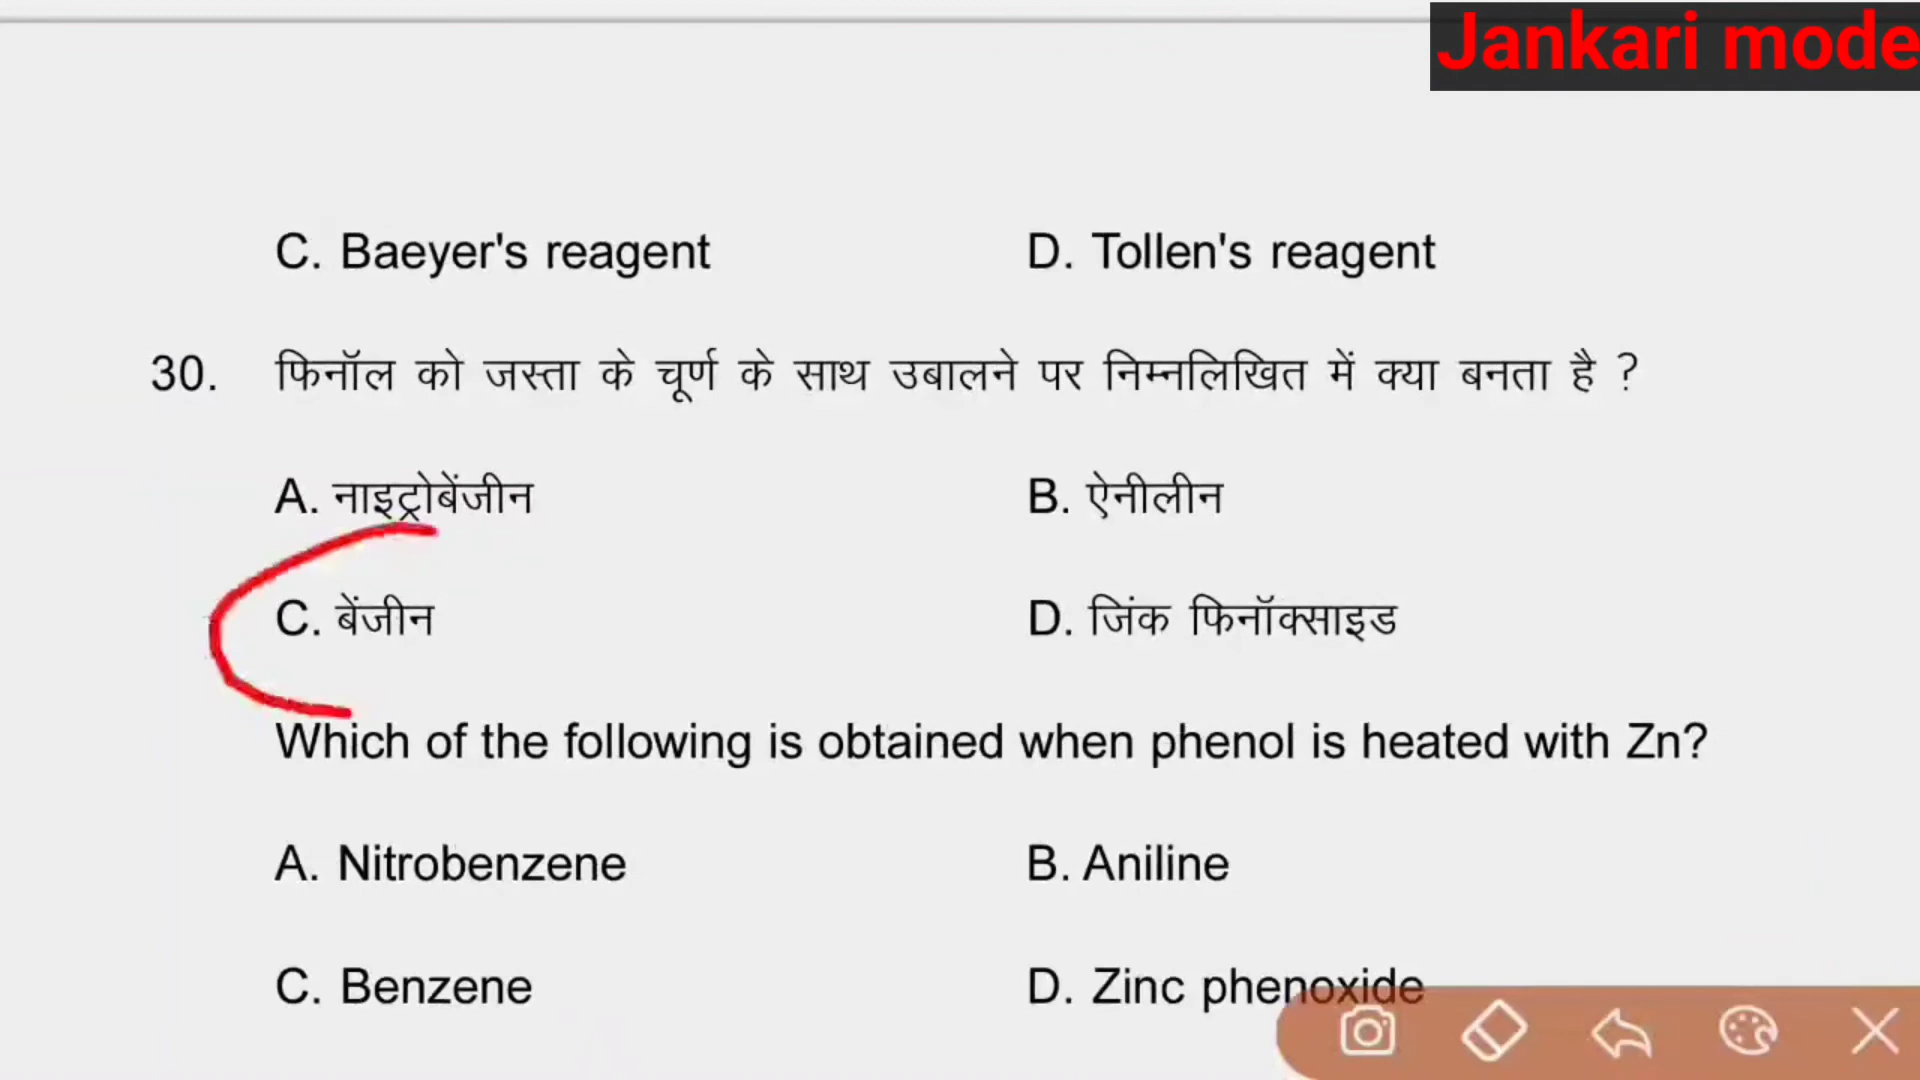 Jankari mode
C. Baeyer's reagent D. Tollen's reagent
30. फिनॉल को जस्ता के चूर्ण के साथ उबालने पर निम्नलिखित में क्या बनता है ?
A. नाइट्रोबेंजीन B. ऐनीलीन
C. बेंजीन D. जिंक फिनॉक्साइड
Which of the following is obtained when phenol is heated with Zn?
A. Nitrobenzene B. Aniline
C. Benzene D. Zinc phenoxide